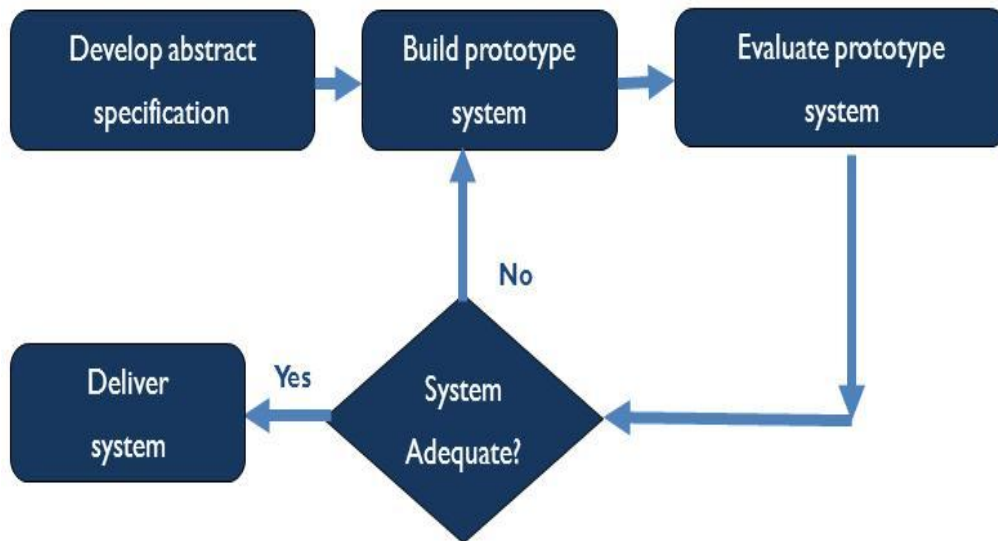 Develop abstract
specification
Build prototype
system
Evaluate prototype
system
No
Yes
Deliver
system
System
Adequate?